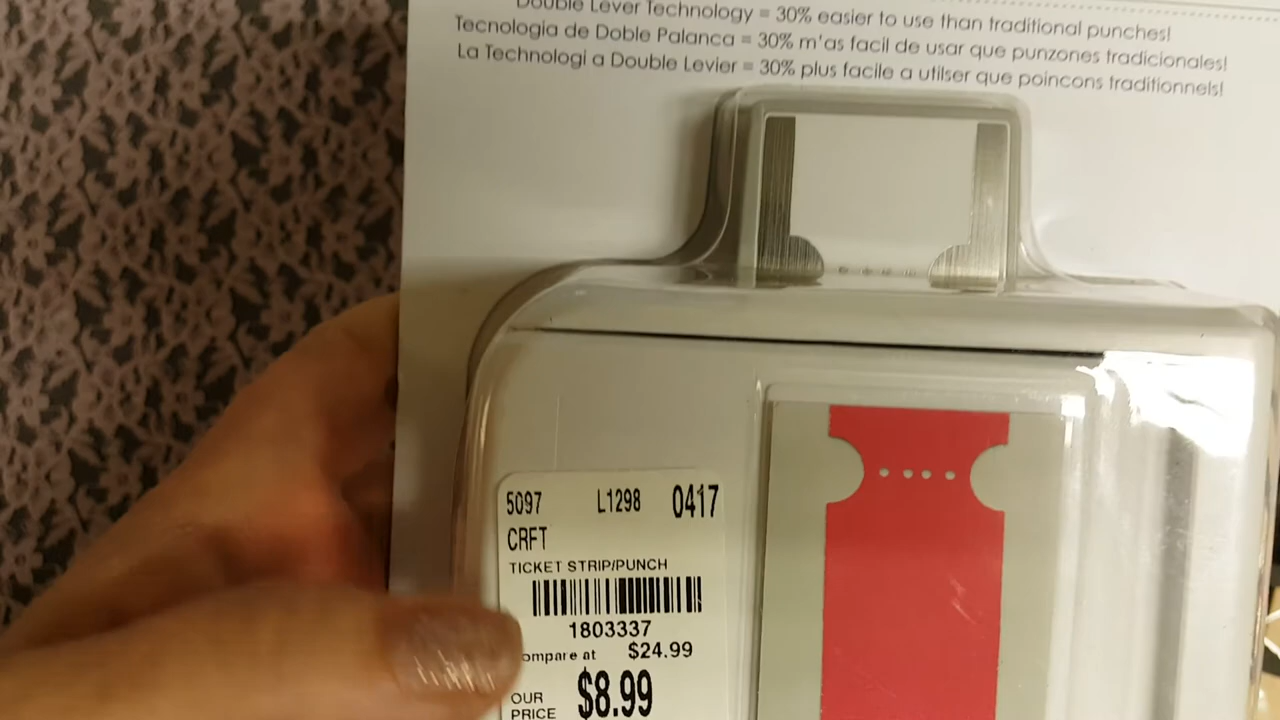 Double Lever Technology = 30% easier to use than traditional punches!
Tecnologia de Doble Palanca = 30% m'as facil de usar que punzones tradicionales!
La Technologi a Double Levier = 30% plus facile a utilser que poincons traditionnels!
5097 L1298 0417
CRFT
TICKET STRIP/PUNCH
1803337
ompare at $24.99
OUR PRICE $8.99